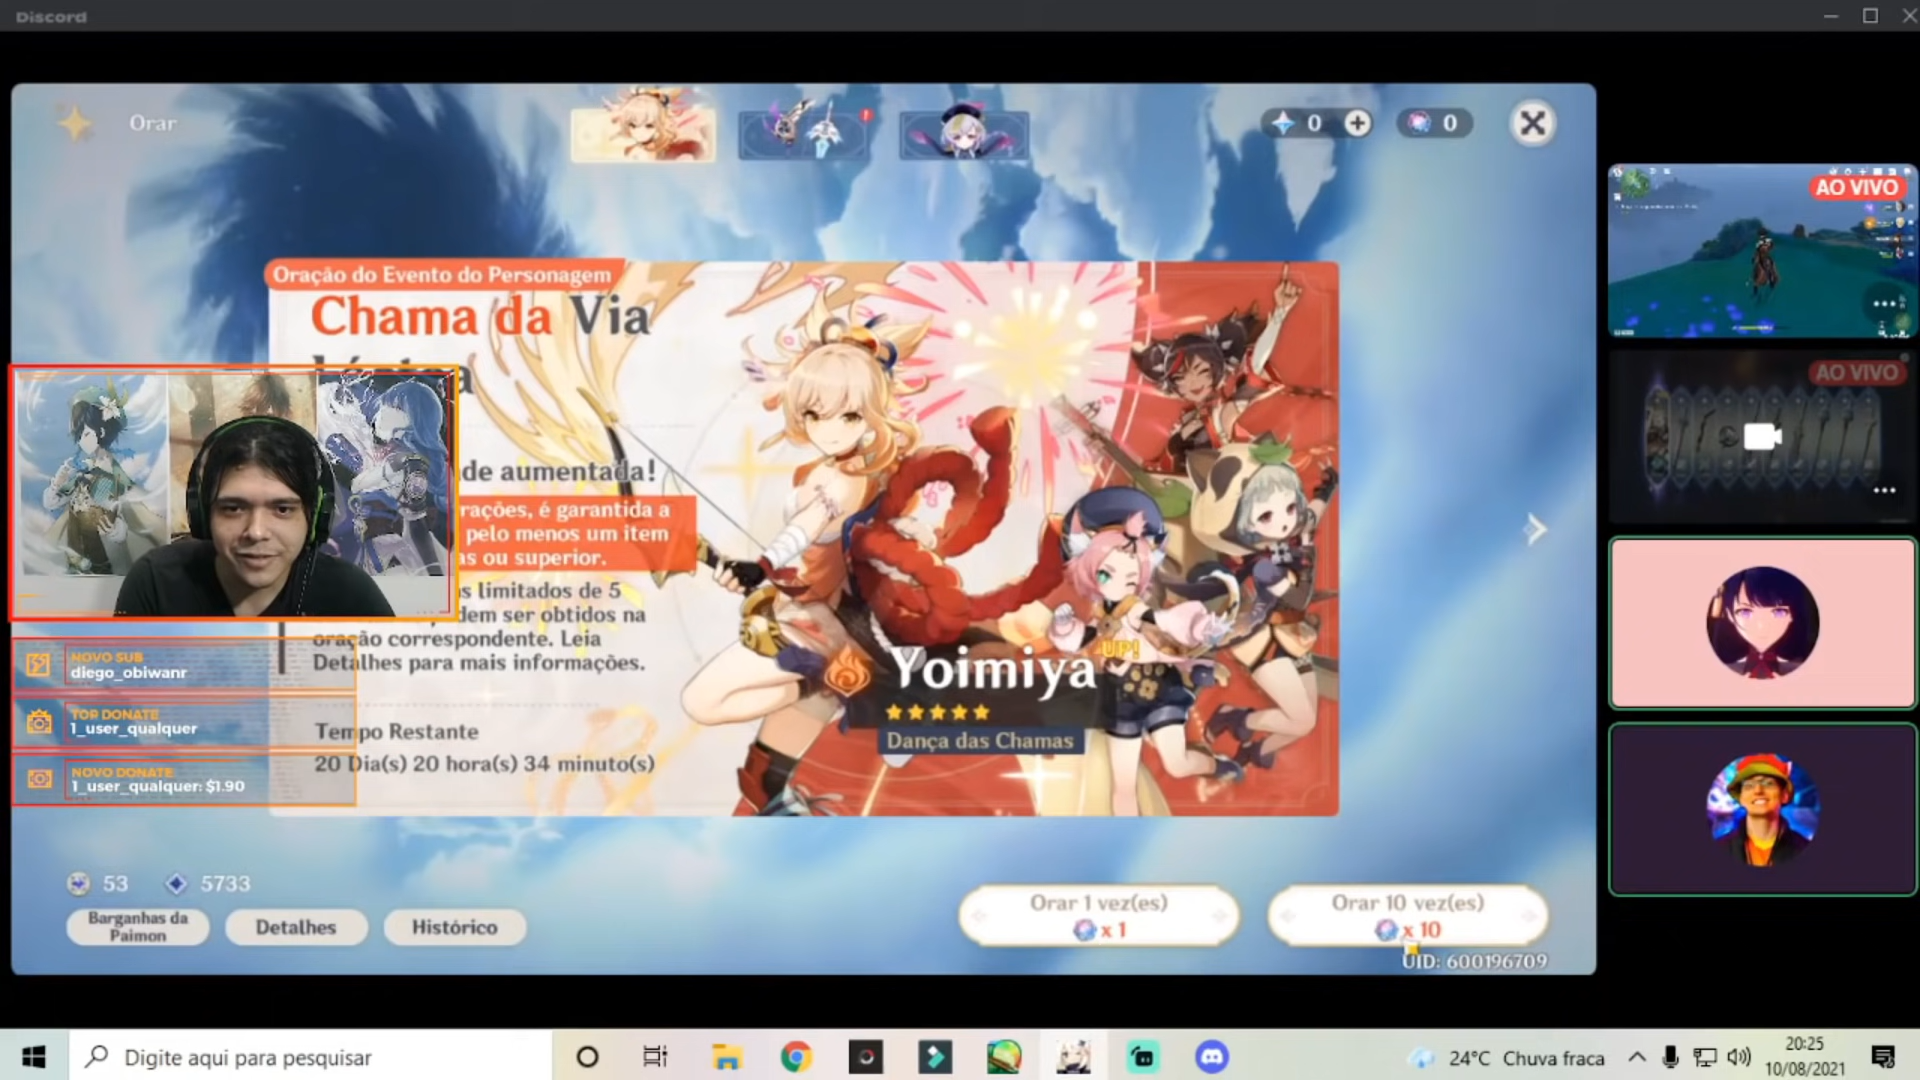 Discord
Orar
0
0
AO VIVO
AO VIVO
Oração do Evento do Personagem
Chama da Via
de aumentada!
rações, é garantida a
pelo menos um item
as ou superior.
s limitados de 5
dem ser obtidos na
oração correspondente. Leia
Detalhes para mais informações.
Tempo Restante
20 Dia(s) 20 hora(s) 34 minuto(s)
NOVO SUB
diego_obiwanr
TOP DONATE
1_user_qualquer
NOVO DONATE
1_user_qualquer: $1.90
UP!
Yoimiya
Dança das Chamas
53
5733
Barganhas da
Paimon
Detalhes
Histórico
Orar 1 vez(es)
x 1
Orar 10 vez(es)
x 10
UID: 600196709
Digite aqui para pesquisar
24°C Chuva fraca
20:25
10/08/2021